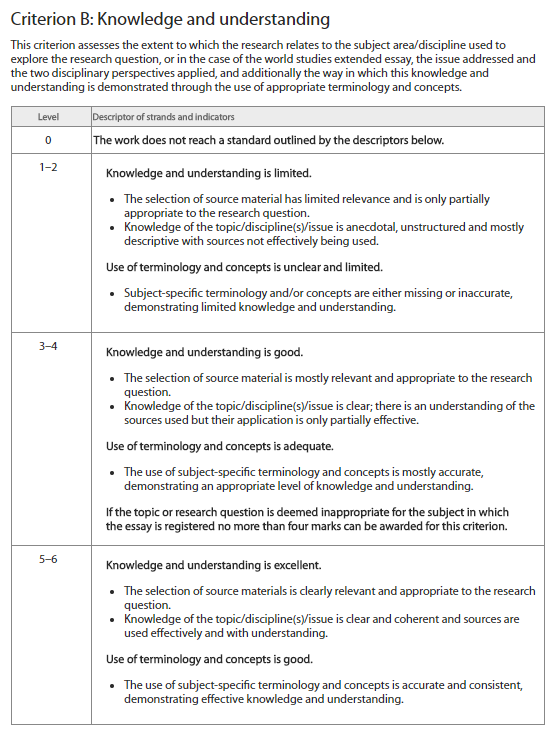 Criterion B: Knowledge and understanding
This criterion assesses the extent to which the research relates to the subject area/discipline used to
explore the research question, or in the case of the world studies extended essay, the issue addressed and
the two disciplinary perspectives applied, and additionally the way in which this knowledge and
understanding is demonstrated through the use of appropriate terminology and concepts.
Level Descriptor of strands and indicators
0 The work does not reach a standard outlined by the descriptors below.
1–2 Knowledge and understanding is limited.
• The selection of source material has limited relevance and is only partially
appropriate to the research question.
• Knowledge of the topic/discipline(s)/issue is anecdotal, unstructured and mostly
descriptive with sources not effectively being used.
Use of terminology and concepts is unclear and limited.
• Subject-specific terminology and/or concepts are either missing or inaccurate,
demonstrating limited knowledge and understanding.
3–4 Knowledge and understanding is good.
• The selection of source material is mostly relevant and appropriate to the research
question.
• Knowledge of the topic/discipline(s)/issue is clear; there is an understanding of the
sources used but their application is only partially effective.
Use of terminology and concepts is adequate.
• The use of subject-specific terminology and concepts is mostly accurate,
demonstrating an appropriate level of knowledge and understanding.
If the topic or research question is deemed inappropriate for the subject in which
the essay is registered no more than four marks can be awarded for this criterion.
5–6 Knowledge and understanding is excellent.
• The selection of source materials is clearly relevant and appropriate to the research
question.
• Knowledge of the topic/discipline(s)/issue is clear and coherent and sources are
used effectively and with understanding.
Use of terminology and concepts is good.
• The use of subject-specific terminology and concepts is accurate and consistent,
demonstrating effective knowledge and understanding.